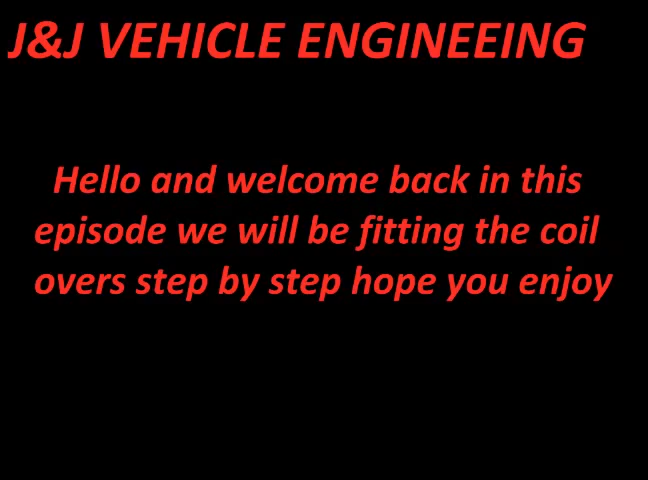 J&J VEHICLE ENGINEEING
Hello and welcome back in this
episode we will be fitting the coil
overs step by step hope you enjoy